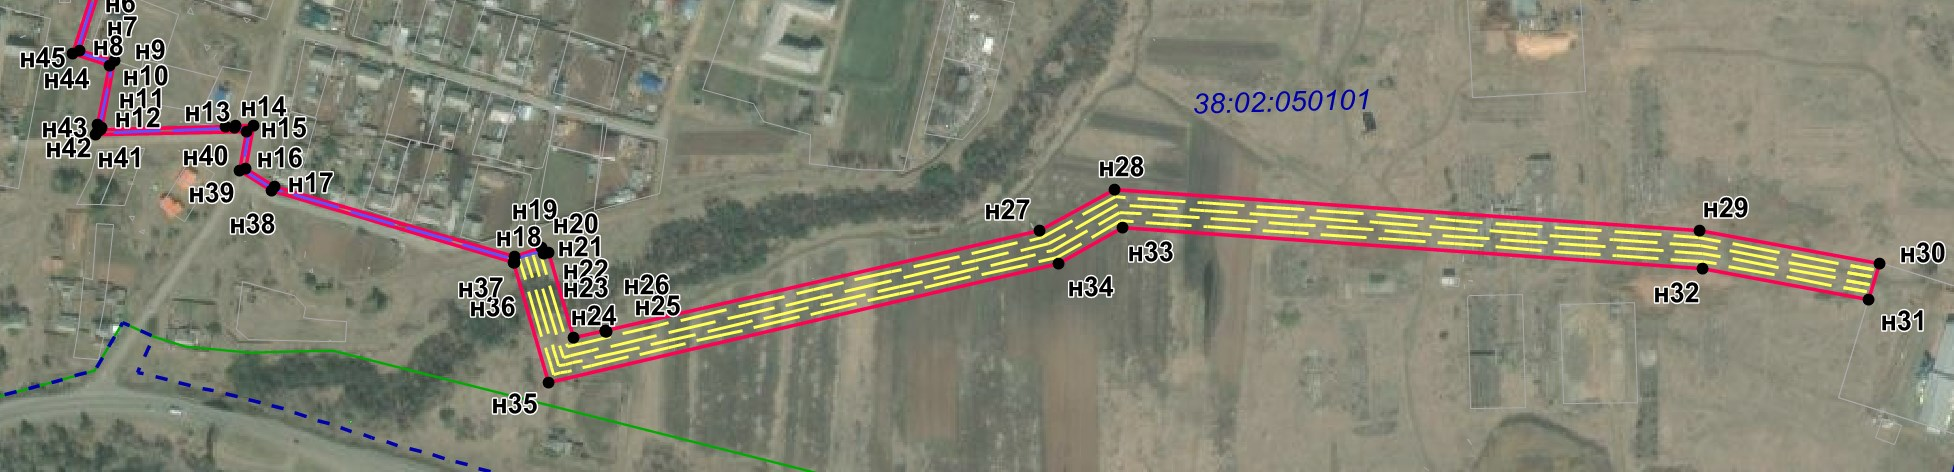 н6
н7
н8
н9
н45
н44
н10
н11
н12
н13
н14
н43
н15
н42
н41
н40
н16
н39
н17
н38
38:02:050101
н28
н27
н19
н20
н18
н21
н29
н33
н30
н22
н23
н37
н36
н26
н25
н34
н32
н24
н31
н35